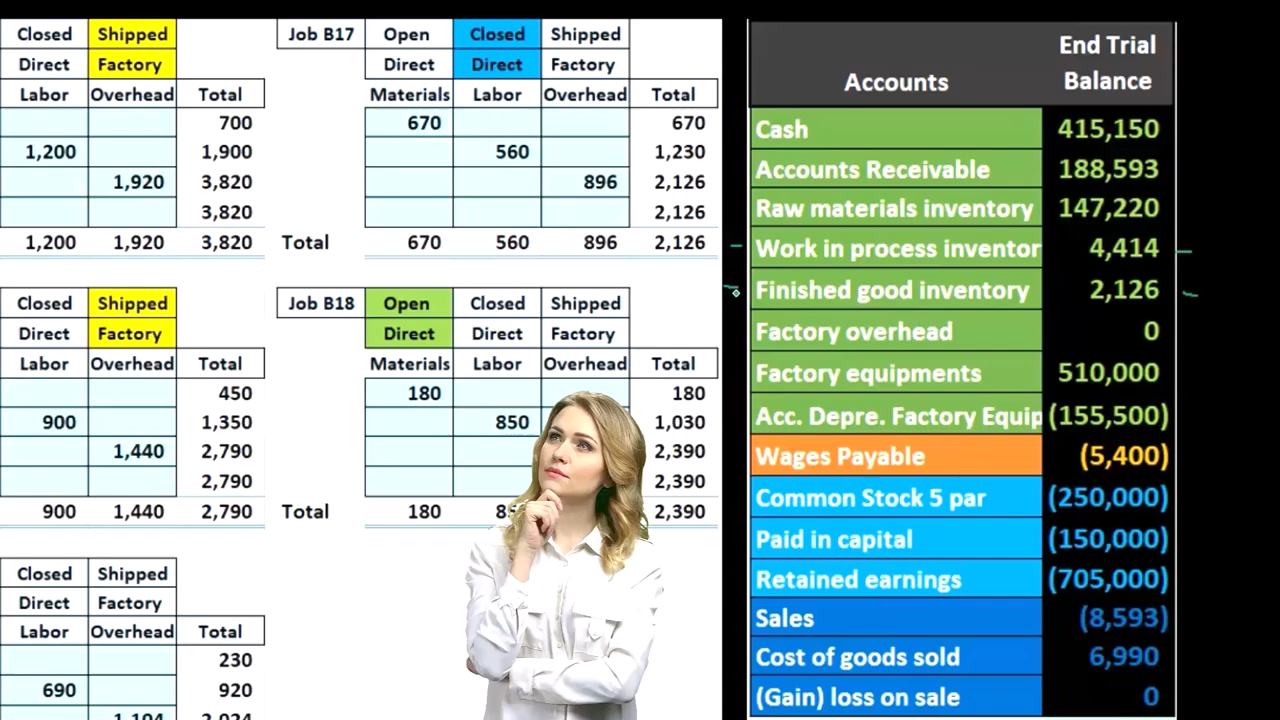 Closed Shipped
Direct Factory
Labor Overhead Total
700
1,200 1,900
1,920 3,820
3,820
1,200 1,920 3,820
Job B17 Open Closed Shipped
Direct Direct Factory
Materials Labor Overhead Total
670 670
560 1,230
896 2,126
2,126
Total 670 560 896 2,126
Closed Shipped
Direct Factory
Labor Overhead Total
450
900 1,350
1,440 2,790
2,790
900 1,440 2,790
Job B18 Open Closed Shipped
Direct Direct Factory
Materials Labor Overhead Total
180 180
850 1,030
2,390
2,390
Total 180 2,390
Closed Shipped
Direct Factory
Labor Overhead Total
230
690 920
Accounts End Trial
Balance
Cash 415,150
Accounts Receivable 188,593
Raw materials inventory 147,220
Work in process inventor 4,414
Finished good inventory 2,126
Factory overhead 0
Factory equipments 510,000
Acc. Depre. Factory Equip (155,500)
Wages Payable (5,400)
Common Stock 5 par (250,000)
Paid in capital (150,000)
Retained earnings (705,000)
Sales (8,593)
Cost of goods sold 6,990
(Gain) loss on sale 0